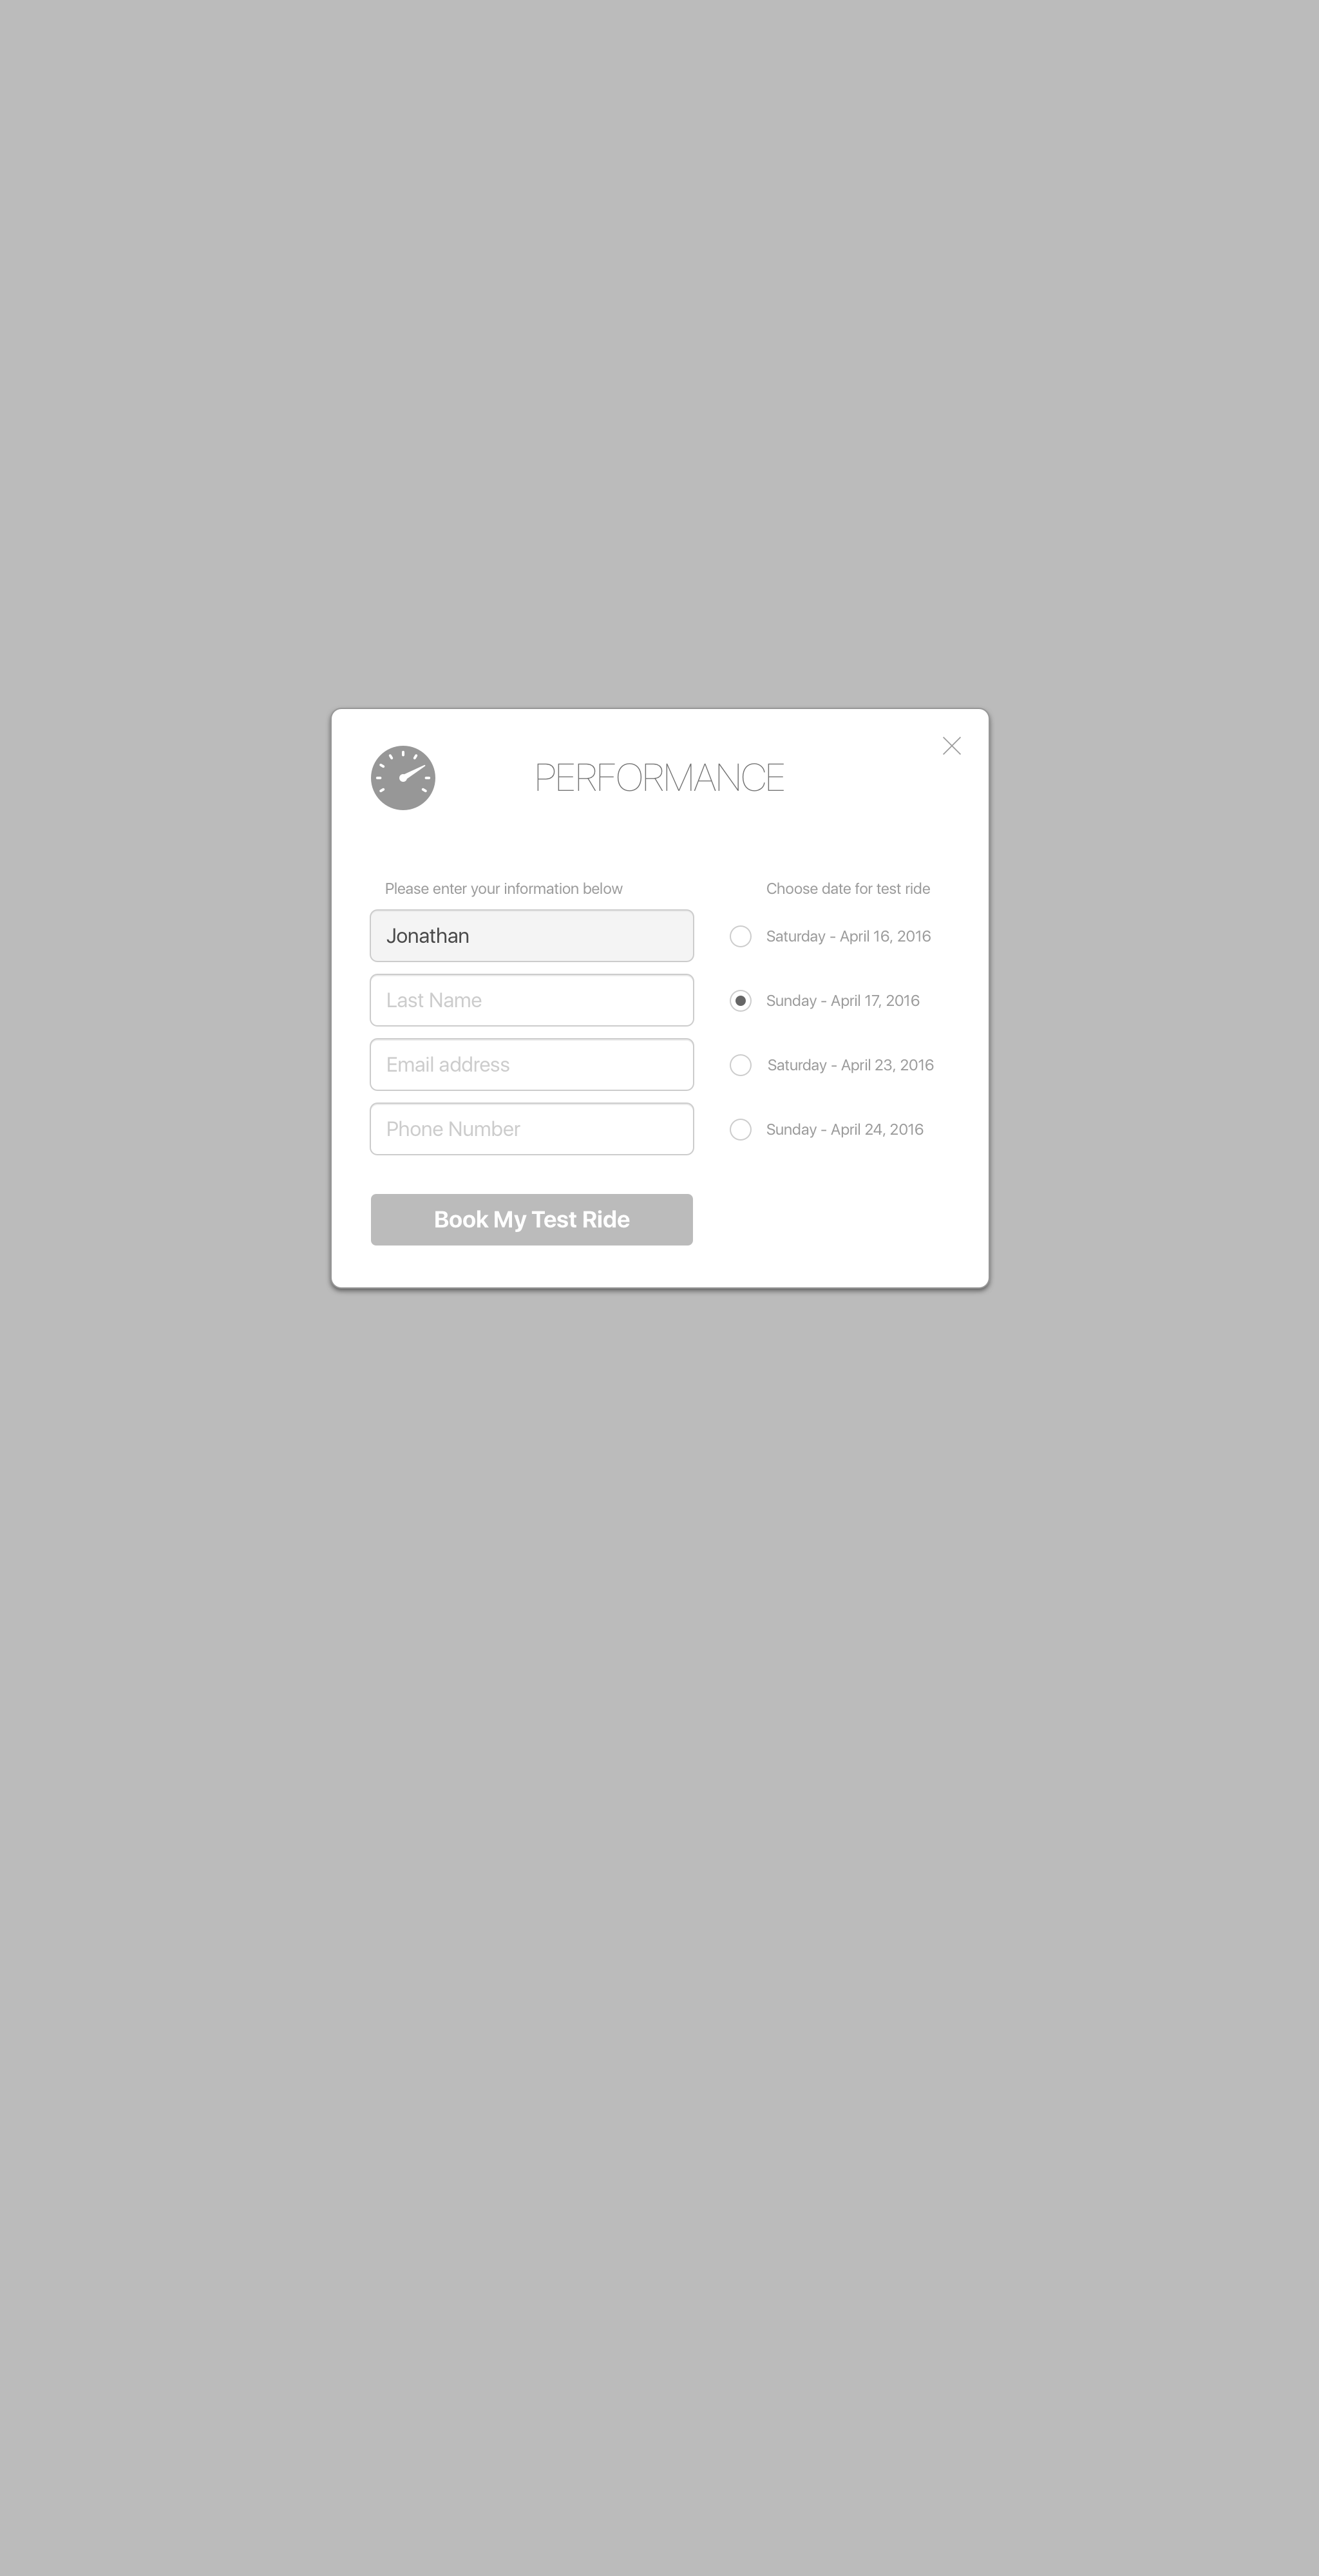 PERFORMANCE
Please enter your information below
Jonathan
Last Name
Email address
Phone Number
Book My Test Ride
Choose date for test ride
Saturday - April 16, 2016
Sunday - April 17, 2016
Saturday - April 23, 2016
Sunday - April 24, 2016